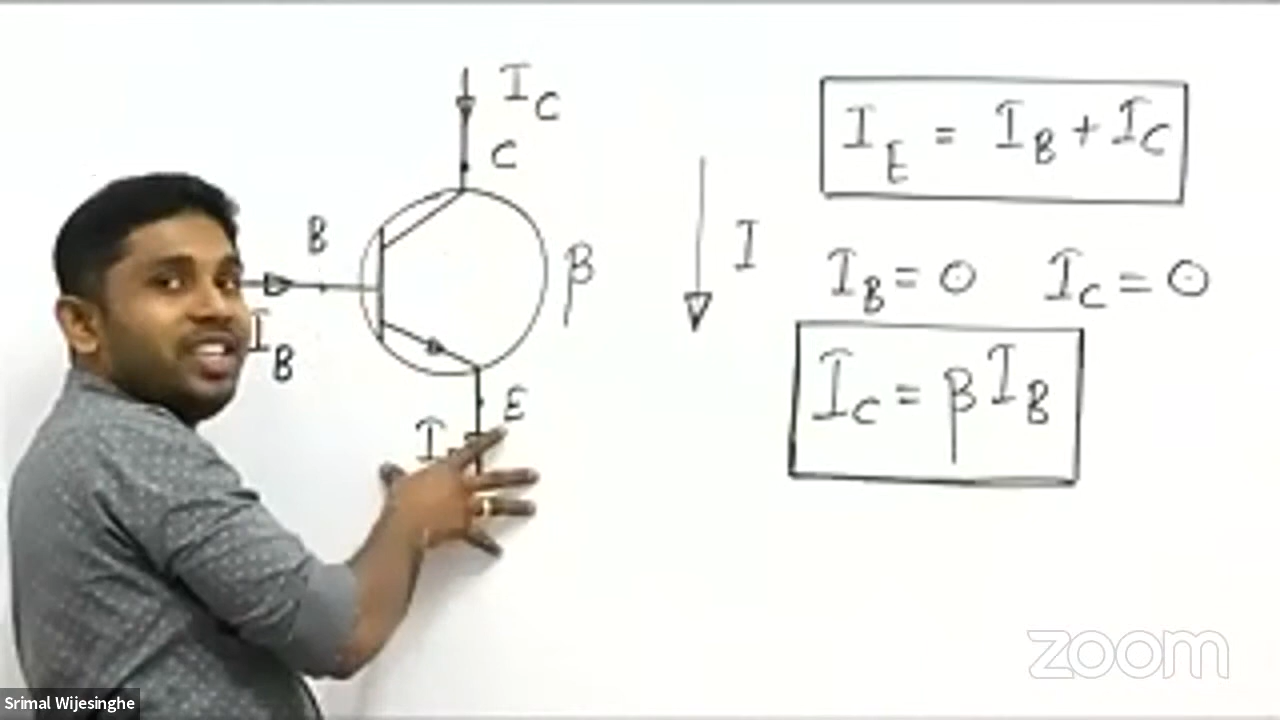 I_C
C
B
I_B
β
E
I
I
I_E = I_B + I_C
I_B = 0 I_C = 0
I_C = β I_B
zoom
Srimal Wijesinghe